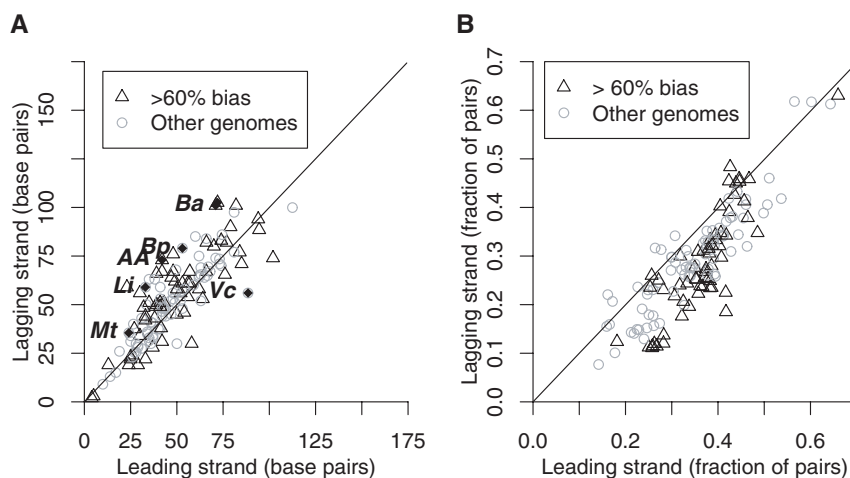 A
Lagging strand (base pairs)
150
100
75
50
25
0
>60% bias
Other genomes
Ba
Bp
AA
Li
Vc
Mt
0 25 50 75 125 175
Leading strand (base pairs)
B
Lagging strand (fraction of pairs)
0.7
0.6
0.5
0.4
0.3
0.2
0.1
0.0
> 60% bias
Other genomes
0.0 0.2 0.4 0.6
Leading strand (fraction of pairs)